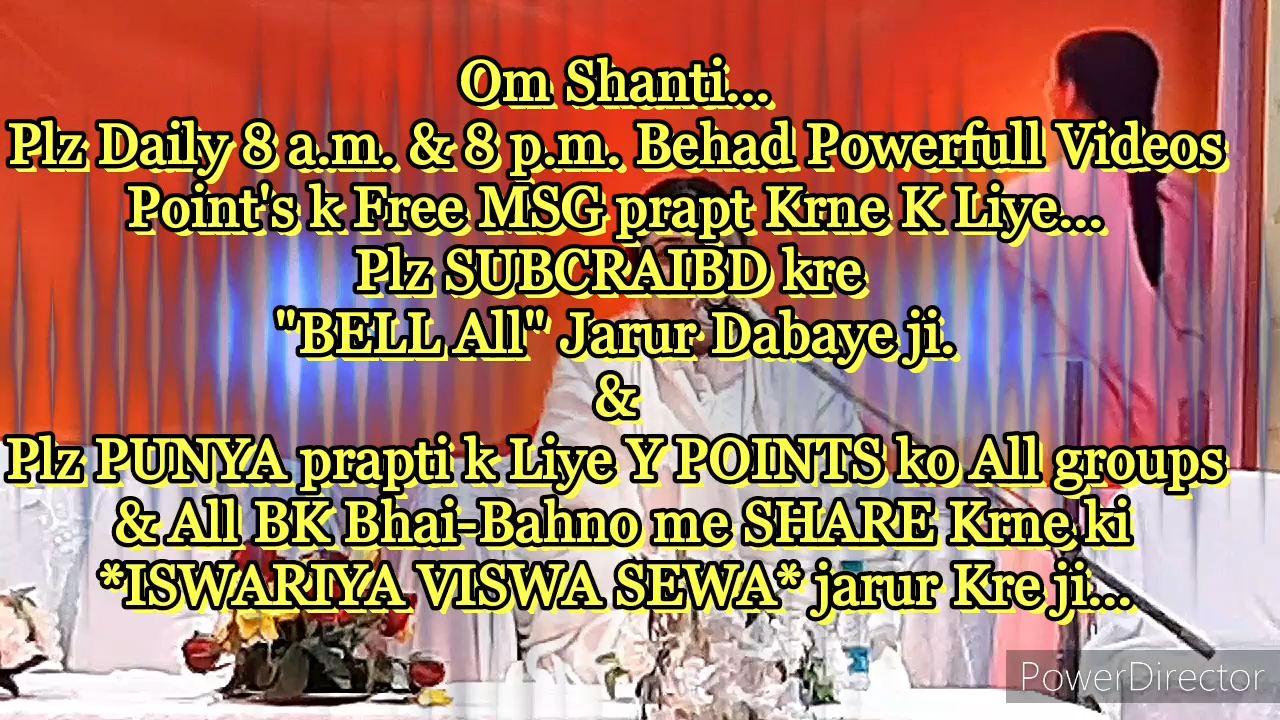 Om Shanti...
Plz Daily 8 a.m. & 8 p.m. Behad Powerfull Videos
Point's k Free MSG prapt Krne K Liye...
Plz SUBCRAIBD kre
"BELL All" Jarur Dabaye ji.
&
Plz PUNYA prapti k Liye Y POINTS ko All groups
& All BK Bhai-Bahno me SHARE Krne ki
*ISWARIYA VISWA SEWA* jarur Kre ji...
PowerDirector